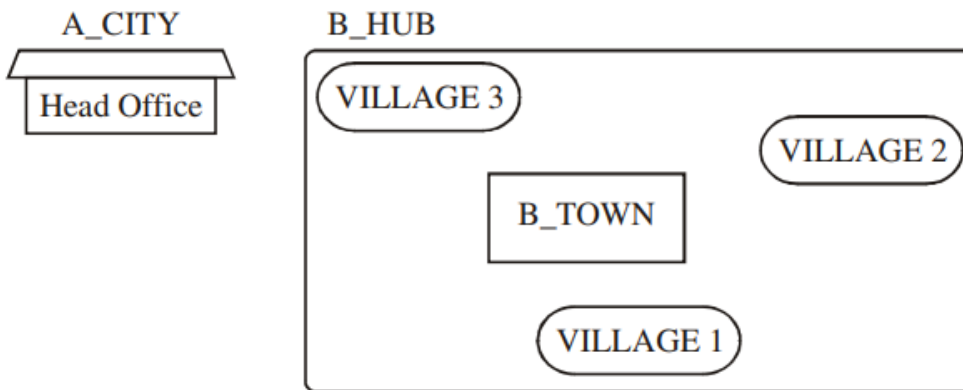 A_CITY
B_HUB
Head Office
VILLAGE 3
VILLAGE 2
B_TOWN
VILLAGE 1